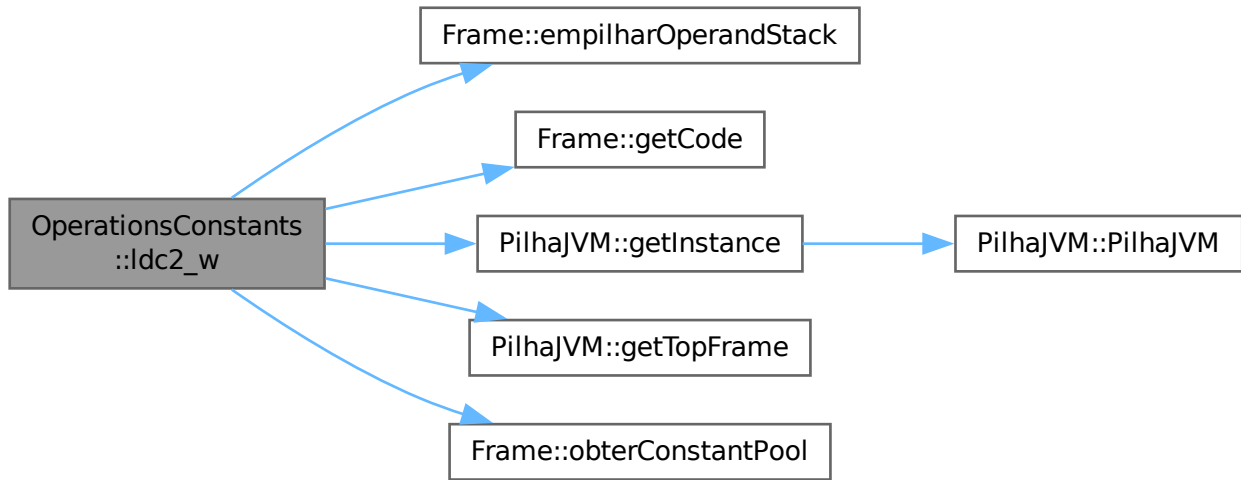 Frame::empilharOperandStack
Frame::getCode
OperationsConstants
::ldc2_w
PilhaJVM::getInstance
PilhaJVM::PilhaJVM
PilhaJVM::getTopFrame
Frame::obterConstantPool